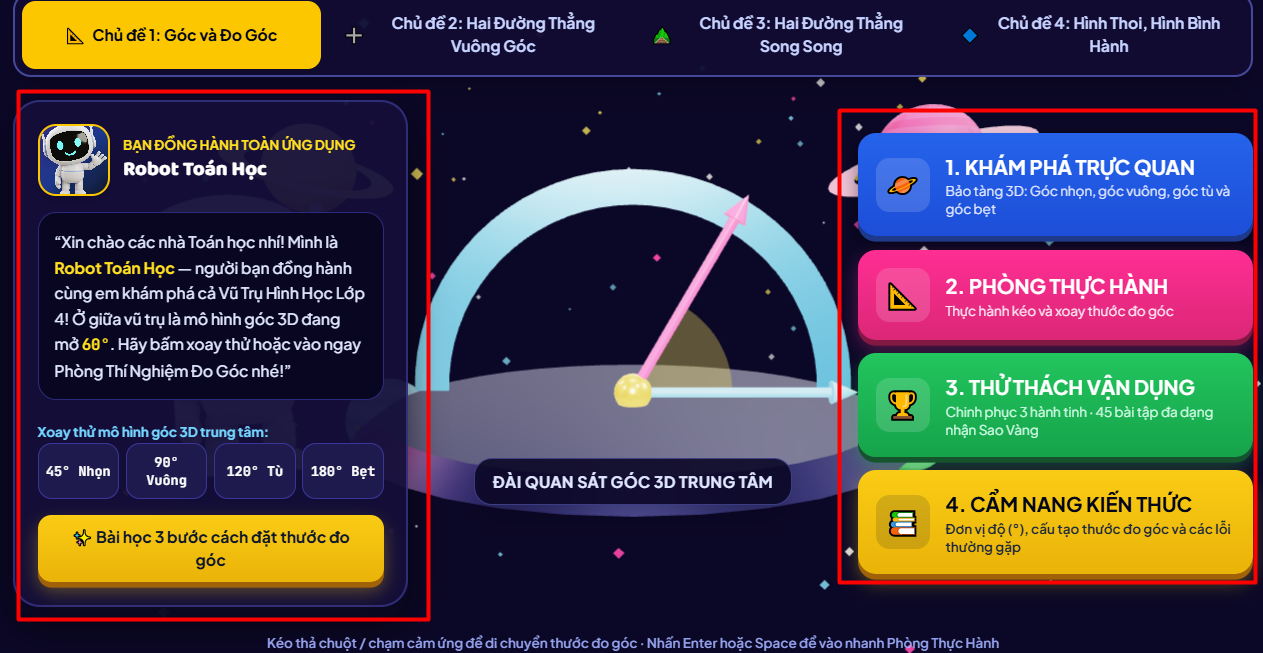 Chủ đề 1: Góc và Đo Góc
Chủ đề 2: Hai Đường Thẳng
Vuông Góc
Chủ đề 3: Hai Đường Thẳng
Song Song
Chủ đề 4: Hình Thoi, Hình Bình
Hành
BẠN ĐỒNG HÀNH TOÀN ỨNG DỤNG
Robot Toán Học
“Xin chào các nhà Toán học nhí! Mình là
Robot Toán Học — người bạn đồng hành
cùng em khám phá cả Vũ Trụ Hình Học Lớp
4! Ở giữa vũ trụ là mô hình góc 3D đang
mở 60°. Hãy bấm xoay thử hoặc vào ngay
Phòng Thí Nghiệm Đo Góc nhé!”
Xoay thử mô hình góc 3D trung tâm:
45° Nhọn
90°
Vuông
120° Tù
180° Bẹt
Bài học 3 bước cách đặt thước đo
góc
ĐÀI QUAN SÁT GÓC 3D TRUNG TÂM
1. KHÁM PHÁ TRỰC QUAN
Bảo tàng 3D: Góc nhọn, góc vuông, góc tù và
góc bẹt
2. PHÒNG THỰC HÀNH
Thực hành kéo và xoay thước đo góc
3. THỬ THÁCH VẬN DỤNG
Chinh phục 3 hành tinh · 45 bài tập đa dạng
nhận Sao Vàng
4. CẨM NANG KIẾN THỨC
Đơn vị độ (°), cấu tạo thước đo góc và các lỗi
thường gặp
Kéo thả chuột / chạm cảm ứng để di chuyển thước đo góc · Nhấn Enter hoặc Space để vào nhanh Phòng Thực Hành